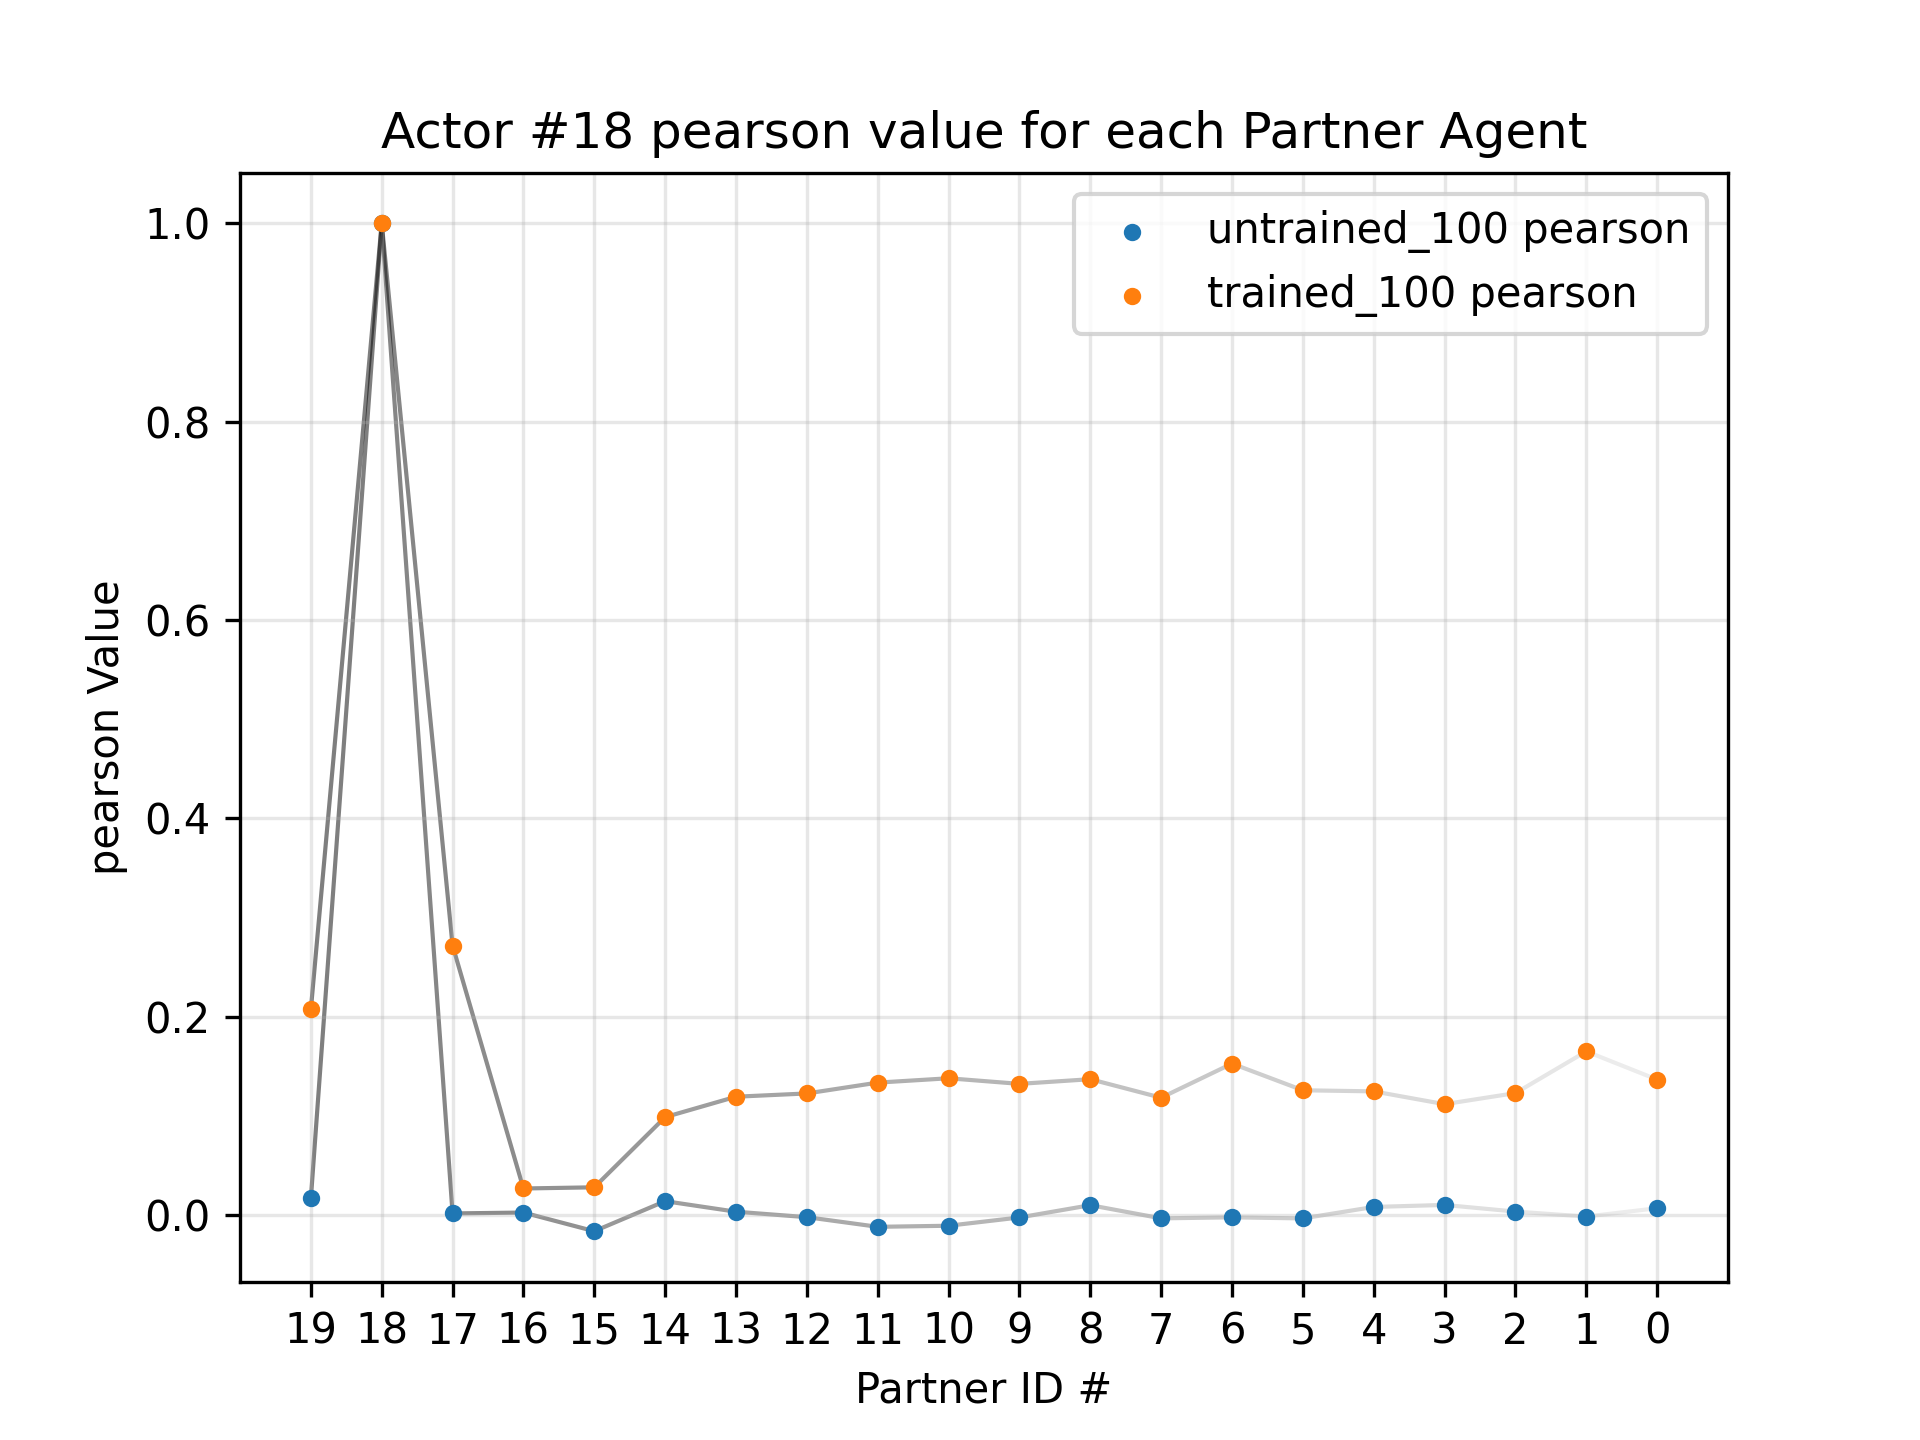 Actor #18 pearson value for each Partner Agent
untrained_100 pearson
trained_100 pearson
pearson Value
1.0
0.8
0.6
0.4
0.2
0.0
19 18 17 16 15 14 13 12 11 10 9 8 7 6 5 4 3 2 1 0
Partner ID #